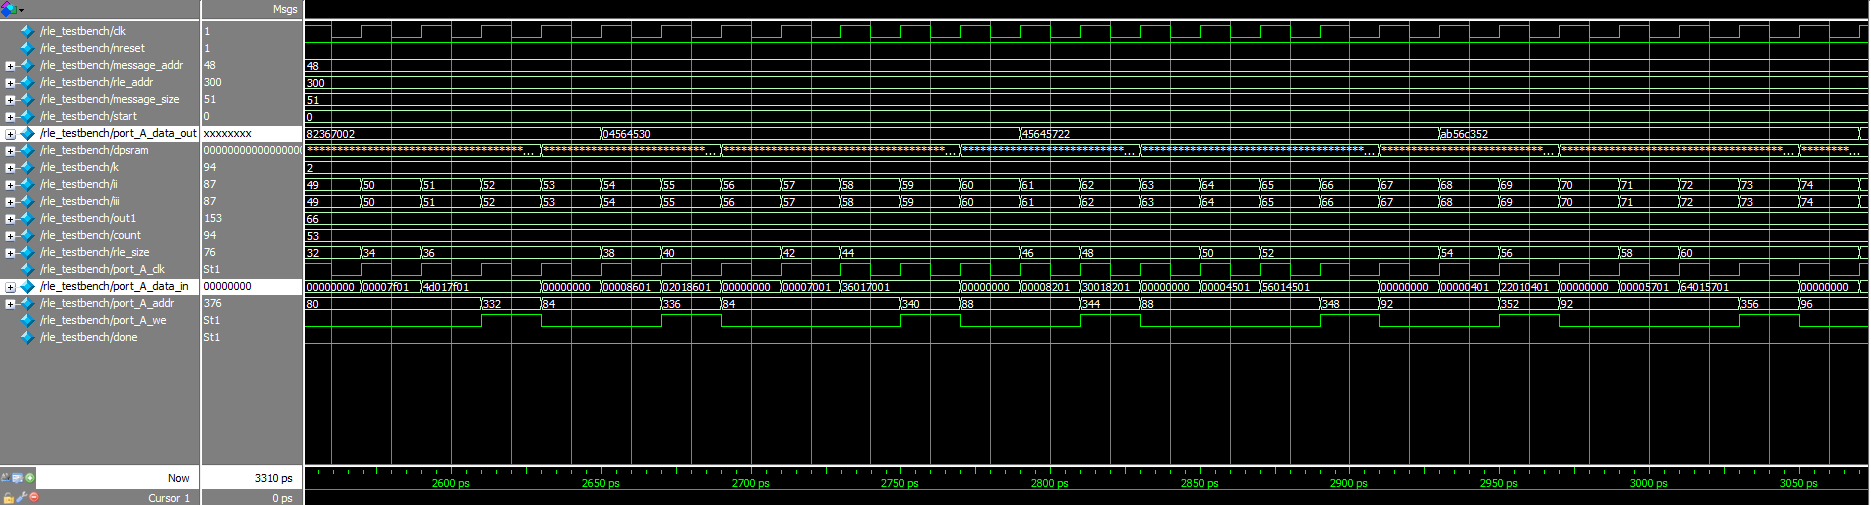 Msgs
/rle_testbench/clk 1
/rle_testbench/nreset 1
/rle_testbench/message_addr 48 48
/rle_testbench/rle_addr 300 300
/rle_testbench/message_size 51 51
/rle_testbench/start 0 0
/rle_testbench/port_A_data_out xxxxxxxx 82367002 04564530 45645722 ab56c352
/rle_testbench/dpsram
/rle_testbench/k 94 2
/rle_testbench/ii 87 49 50 51 52 53 54 55 56 57 58 59 60 61 62 63 64 65 66 67 68 69 70 71 72 73 74
/rle_testbench/iii 87 49 50 51 52 53 54 55 56 57 58 59 60 61 62 63 64 65 66 67 68 69 70 71 72 73 74
/rle_testbench/out1 153 66
/rle_testbench/count 94 53
/rle_testbench/rle_size 76 32 34 36 38 40 42 44 46 48 50 52 54 56 58 60
/rle_testbench/port_A_clk St1
/rle_testbench/port_A_data_in 00000000 00000000 00007f01 4d017f01 00000000 00008601 02018601 00000000 00007001 36017001 00000000 00008201 30018201 00000000 00004501 56014501 00000000 00000401 22010401 00000000 00005701 64015701 00000000
/rle_testbench/port_A_addr 376 80 332 84 336 84 340 88 344 88 348 92 352 92 356 96
/rle_testbench/port_A_we St1
/rle_testbench/done St1
Now 3310 ps
2600 ps 2650 ps 2700 ps 2750 ps 2800 ps 2850 ps 2900 ps 2950 ps 3000 ps 3050 ps
Cursor 1 0 ps